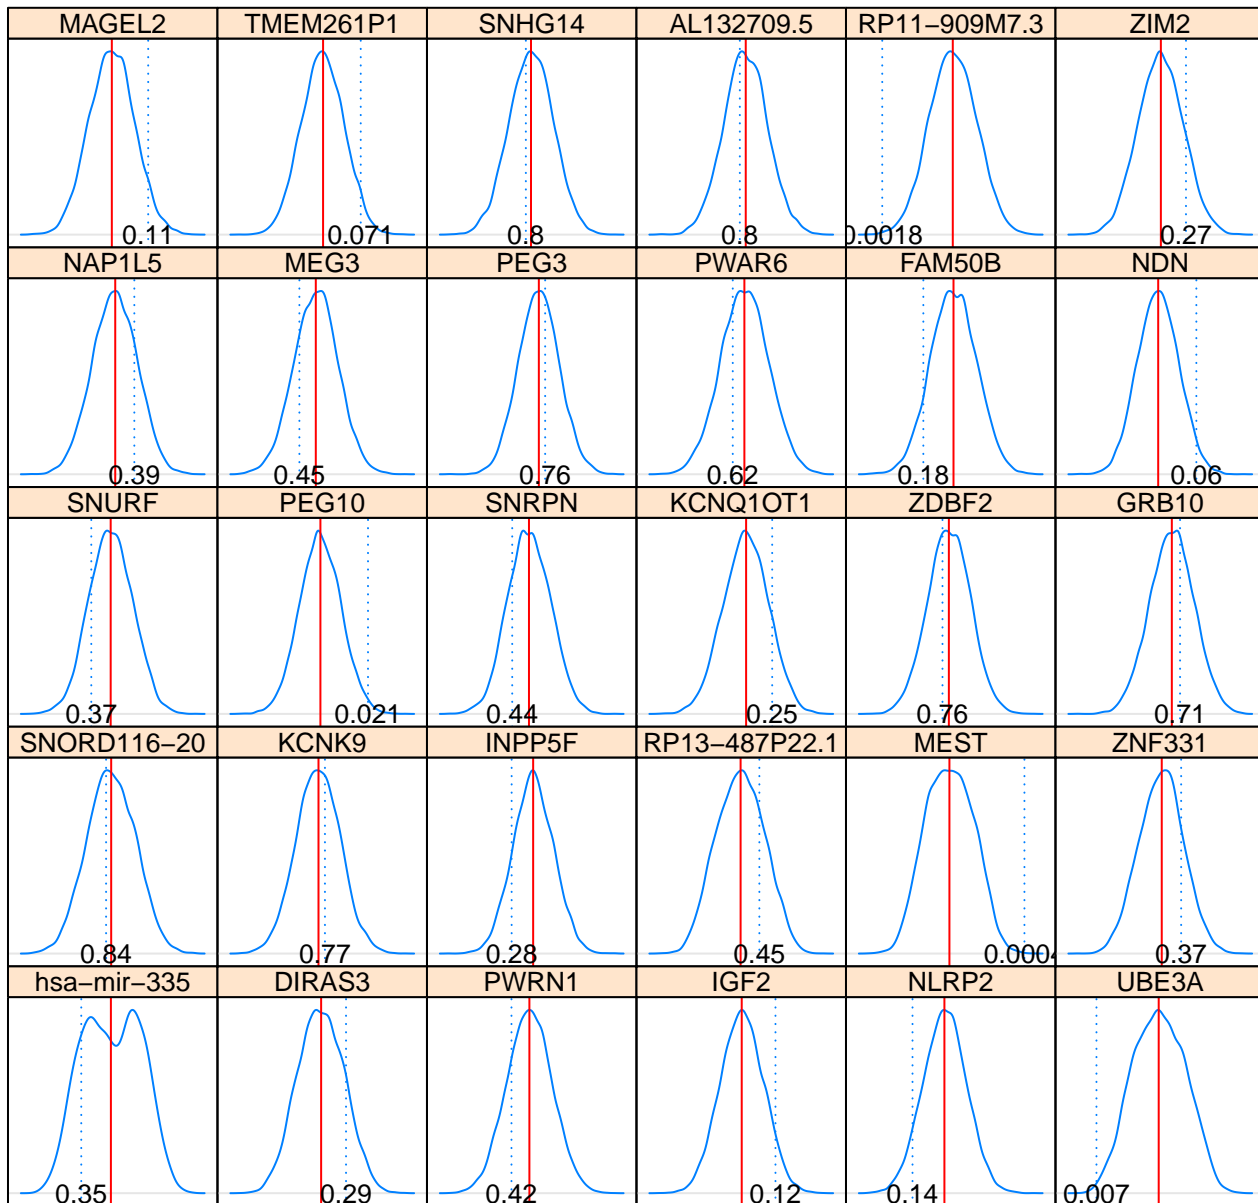 MAGEL2 TMEM261P1 SNHG14 AL132709.5 RP11−909M7.3 ZIM2
0.11 0.071 0.8 0.8 0.0018 0.27
NAP1L5 MEG3 PEG3 PWAR6 FAM50B NDN
0.39 0.45 0.76 0.62 0.18 0.06
SNURF PEG10 SNRPN KCNQ1OT1 ZDBF2 GRB10
0.37 0.021 0.44 0.25 0.76 0.71
SNORD116−20 KCNK9 INPP5F RP13−487P22.1 MEST ZNF331
0.84 0.77 0.28 0.45 0.0004 0.37
hsa−mir−335 DIRAS3 PWRN1 IGF2 NLRP2 UBE3A
0.35 0.29 0.42 0.12 0.14 0.007